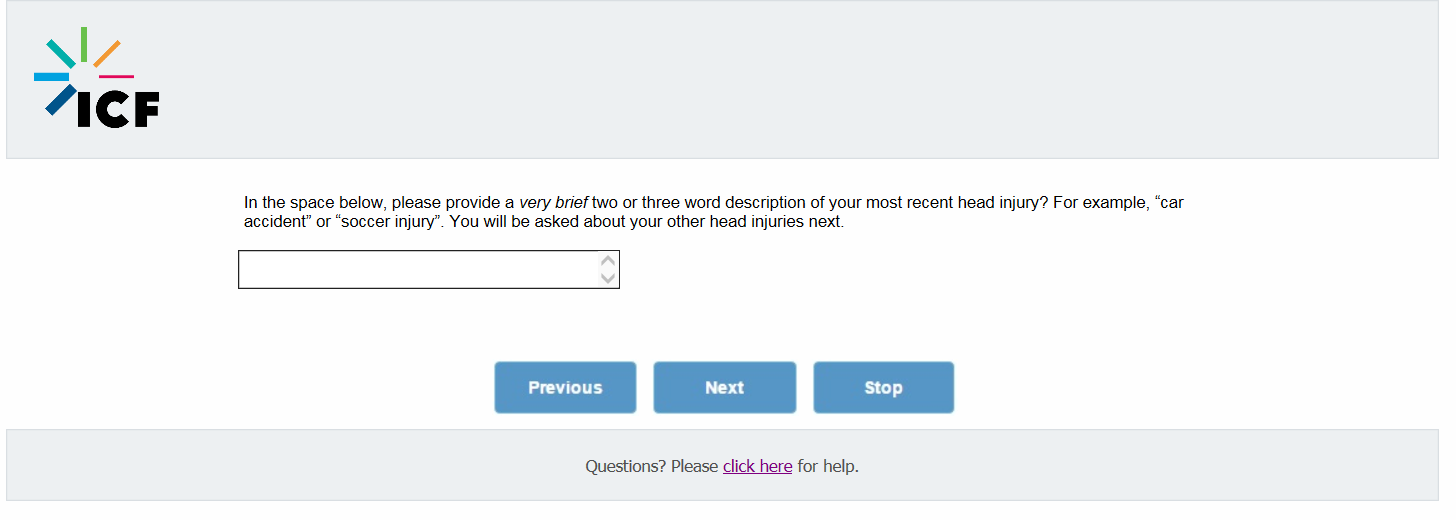 ICF
In the space below, please provide a very brief two or three word description of your most recent head injury? For example, “car
accident” or “soccer injury”. You will be asked about your other head injuries next.
Previous
Next
Stop
Questions? Please click here for help.